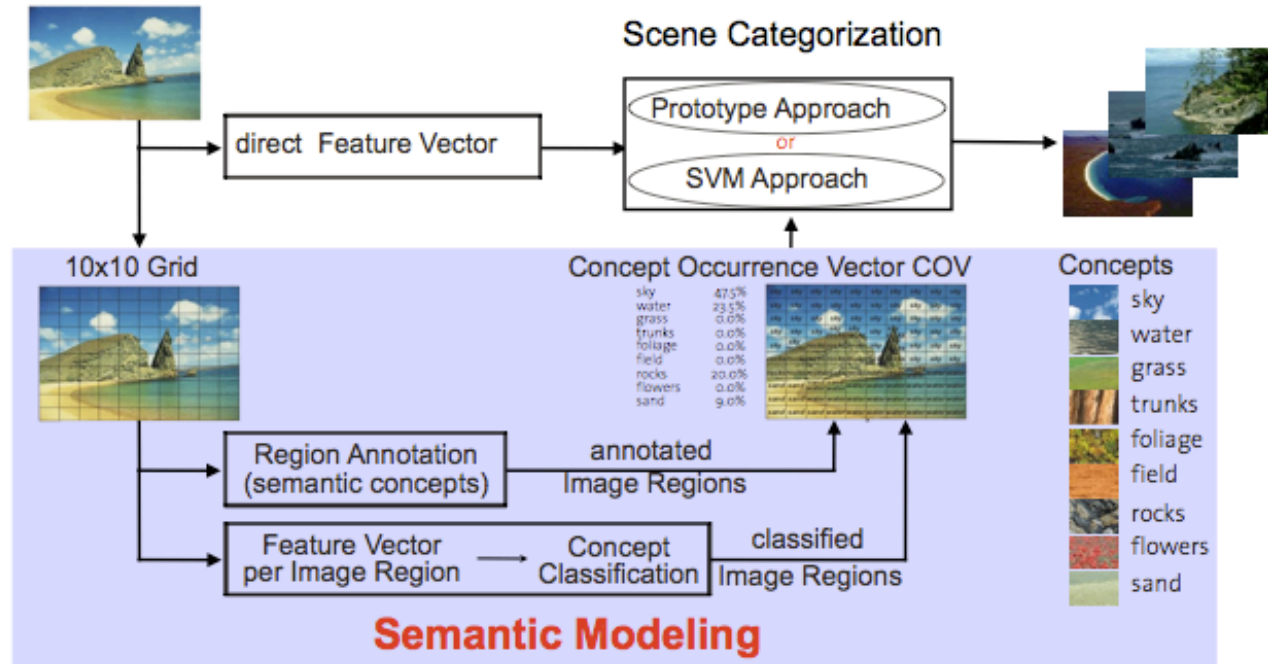 Scene Categorization
direct Feature Vector
Prototype Approach
or
SVM Approach
10x10 Grid
Concept Occurrence Vector COV
sky 47.5%
water 23.5%
grass 0.0%
trunks 0.0%
foliage 0.0%
field 0.0%
rocks 20.0%
flowers 0.0%
sand 9.0%
Concepts
sky
water
grass
trunks
foliage
field
rocks
flowers
sand
Region Annotation
(semantic concepts)
annotated
Image Regions
Feature Vector
per Image Region
Concept
Classification
classified
Image Regions
Semantic Modeling